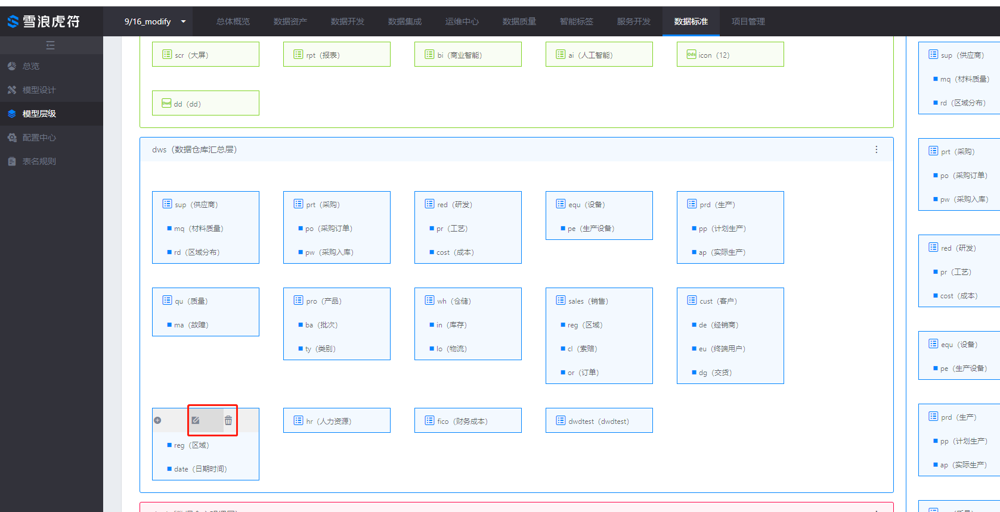 雪浪虎符
9/16_modify
总体概览
数据资产
数据开发
数据集成
运维中心
数据质量
智能标签
服务开发
数据标准
项目管理
总览
模型设计
模型层级
配置中心
表名规则
scr（大屏）
rpt（报表）
bi（商业智能）
ai（人工智能）
Ods icon（12）
Dwd dd（dd）
dws（数据仓库汇总层）
sup（供应商）
mq（材料质量）
rd（区域分布）
prt（采购）
po（采购订单）
pw（采购入库）
red（研发）
pr（工艺）
cost（成本）
equ（设备）
pe（生产设备）
prd（生产）
pp（计划生产）
ap（实际生产）
qu（质量）
ma（故障）
pro（产品）
ba（批次）
ty（类别）
wh（仓储）
in（库存）
lo（物流）
sales（销售）
reg（区域）
cl（索赔）
or（订单）
cust（客户）
de（经销商）
eu（终端用户）
dg（交货）
reg（区域）
date（日期时间）
hr（人力资源）
fico（财务成本）
dwdtest（dwdtest）
sup（供应商）
mq（材料质量）
rd（区域分布）
prt（采购）
po（采购订单）
pw（采购入库）
red（研发）
pr（工艺）
cost（成本）
equ（设备）
pe（生产设备）
prd（生产）
pp（计划生产）
ap（实际生产）